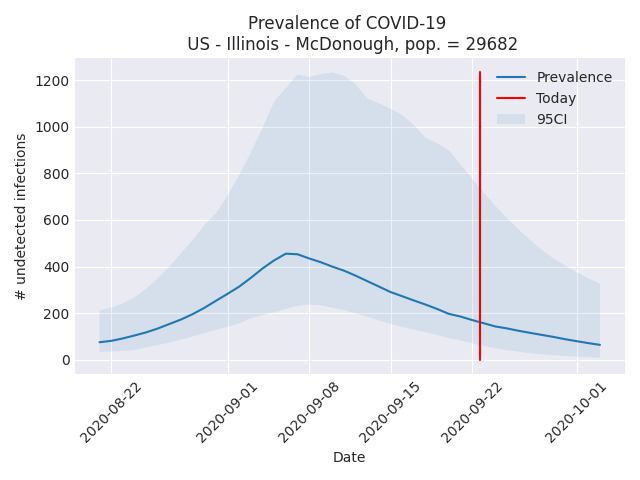 Prevalence of COVID-19
US - Illinois - McDonough, pop. = 29682
# undetected infections
1200
1000
800
600
400
200
0
Prevalence
Today
95CI
2020-08-22
2020-09-01
2020-09-08
2020-09-15
2020-09-22
2020-10-01
Date